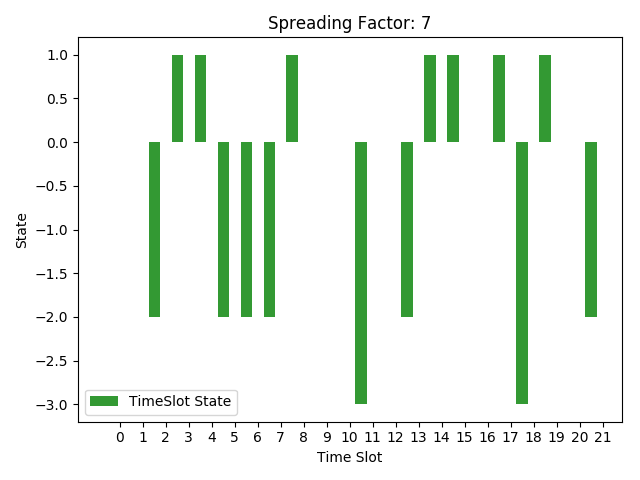 Spreading Factor: 7
1.0
0.5
0.0
−0.5
−1.0
−1.5
−2.0
−2.5
−3.0
State
TimeSlot State
0 1 2 3 4 5 6 7 8 9 10 11 12 13 14 15 16 17 18 19 20 21
Time Slot